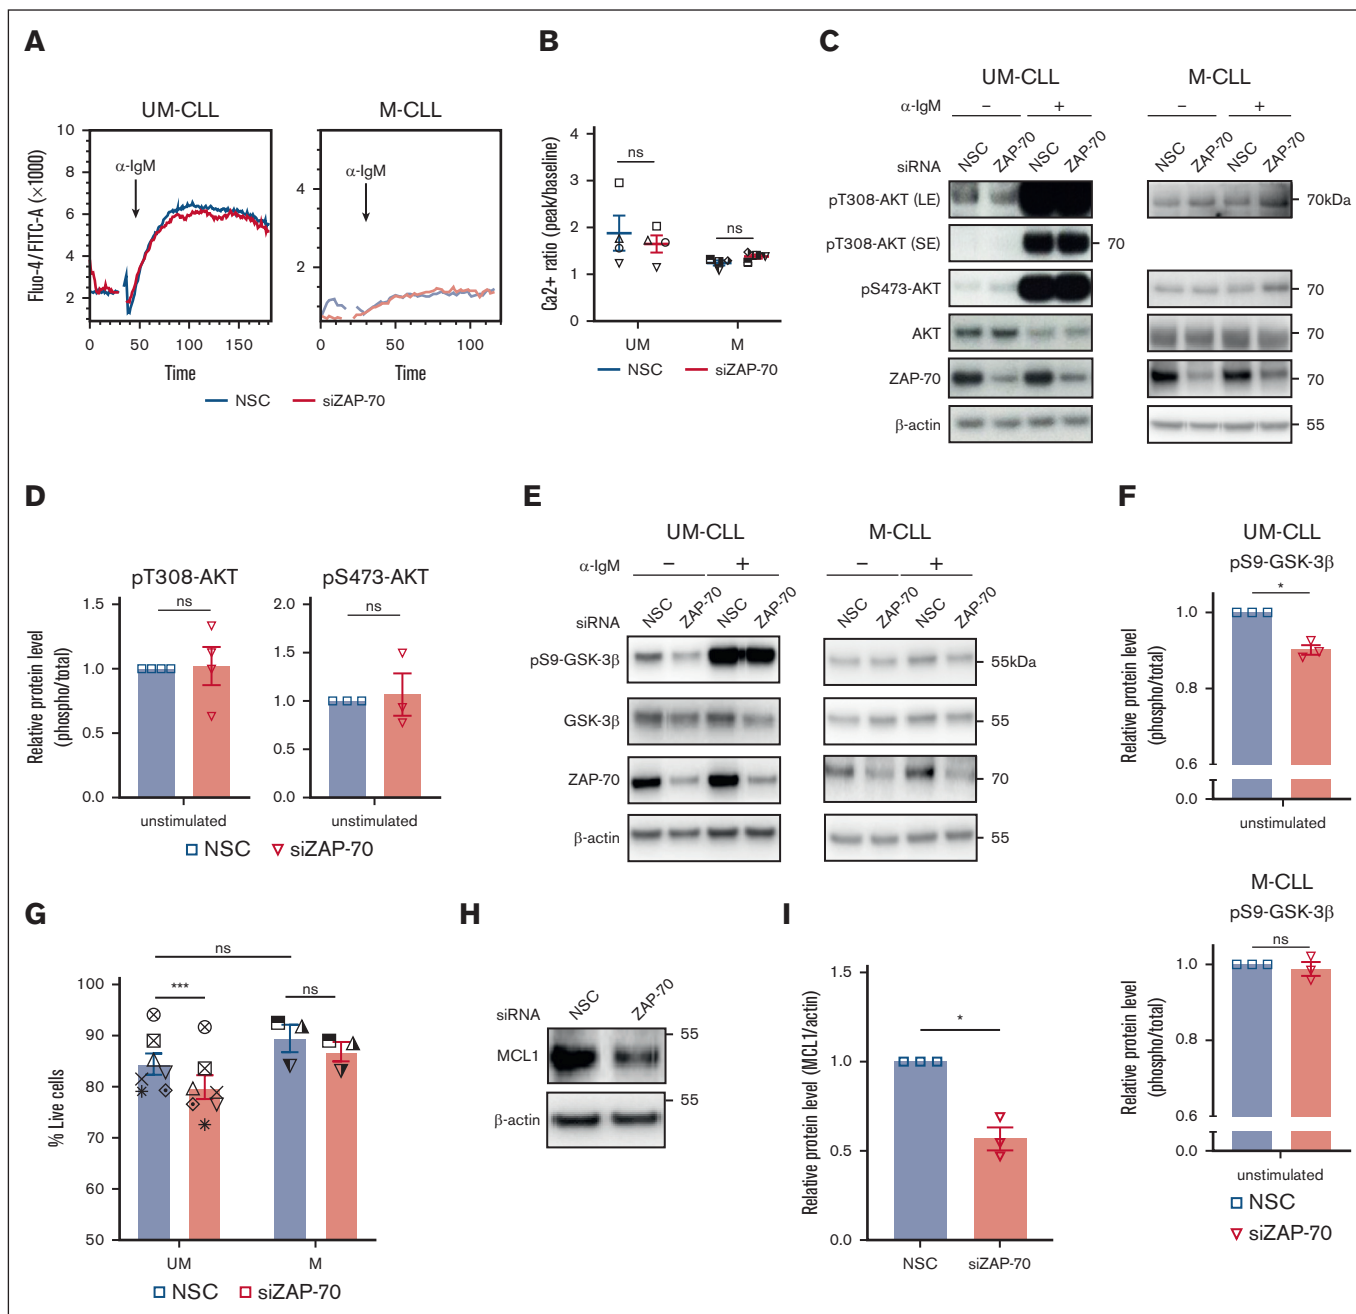 A
UM-CLL
M-CLL
Fluo-4/FITC-A (×1000)
10
8
6
4
2
α-IgM
0
50
100
150
Time
4
2
α-IgM
0
50
100
Time
NSC
siZAP-70
B
Ca2+ ratio (peak/baseline)
4
3
2
1
0
ns
ns
UM
M
NSC
siZAP-70
C
UM-CLL
M-CLL
α-IgM
−
+
−
+
siRNA
NSC
ZAP-70
NSC
ZAP-70
NSC
ZAP-70
NSC
ZAP-70
pT308-AKT (LE)
70kDa
pT308-AKT (SE)
70
pS473-AKT
70
AKT
70
ZAP-70
70
β-actin
55
D
pT308-AKT
pS473-AKT
Relative protein level
(phospho/total)
1.5
1.0
0.5
0.0
ns
unstimulated
2.0
1.5
1.0
0.5
0.0
ns
unstimulated
NSC
siZAP-70
E
UM-CLL
M-CLL
α-IgM
−
+
−
+
siRNA
NSC
ZAP-70
NSC
ZAP-70
NSC
ZAP-70
NSC
ZAP-70
pS9-GSK-3β
55kDa
GSK-3β
55
ZAP-70
70
β-actin
55
F
UM-CLL
pS9-GSK-3β
Relative protein level
(phospho/total)
1.0
0.8
0.6
0.0
*
unstimulated
M-CLL
pS9-GSK-3β
Relative protein level
(phospho/total)
1.0
0.8
0.6
0.0
ns
unstimulated
NSC
siZAP-70
G
% Live cells
100
90
80
70
60
50
ns
***
ns
UM
M
NSC
siZAP-70
H
siRNA
NSC
ZAP-70
MCL1
55
β-actin
55
I
Relative protein level (MCL1/actin)
1.5
1.0
0.5
0.0
*
NSC
siZAP-70